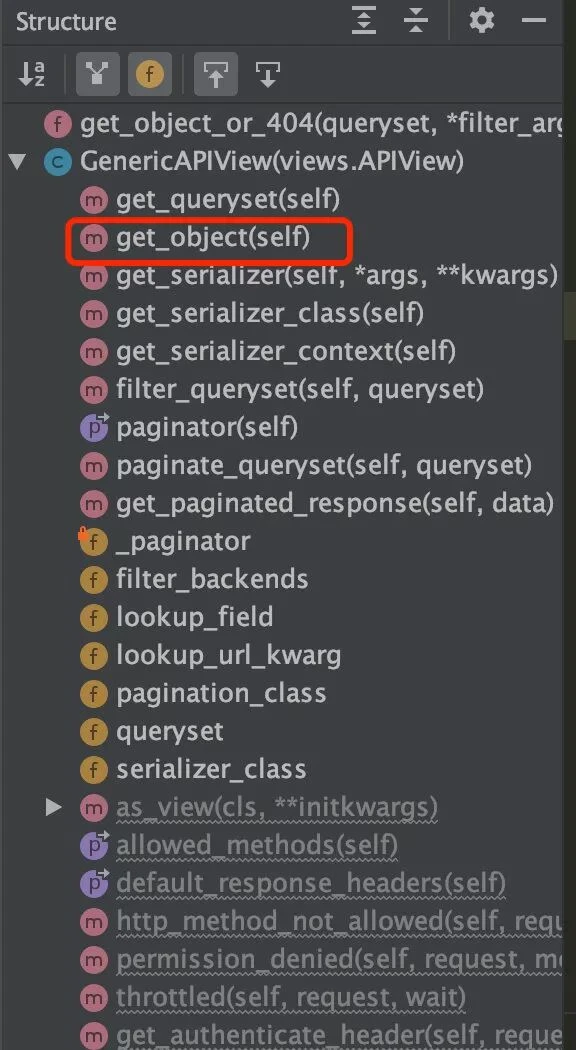 Structure
get_object_or_404(queryset, *filter_arg
GenericAPIView(views.APIView)
get_queryset(self)
get_object(self)
get_serializer(self, *args, **kwargs)
get_serializer_class(self)
get_serializer_context(self)
filter_queryset(self, queryset)
paginator(self)
paginate_queryset(self, queryset)
get_paginated_response(self, data)
_paginator
filter_backends
lookup_field
lookup_url_kwarg
pagination_class
queryset
serializer_class
as_view(cls, **initkwargs)
allowed_methods(self)
default_response_headers(self)
http_method_not_allowed(self, requ
permission_denied(self, request, me
throttled(self, request, wait)
get_authenticate_header(self, reque